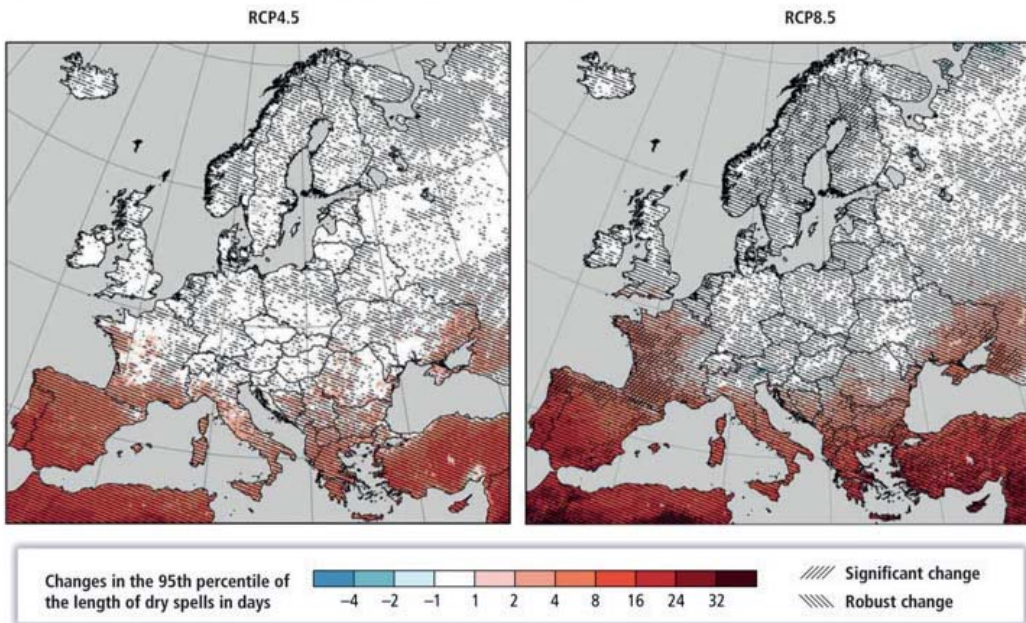 RCP4.5
RCP8.5
Changes in the 95th percentile of
the length of dry spells in days
−4 −2 −1 1 2 4 8 16 24 32
Significant change
Robust change